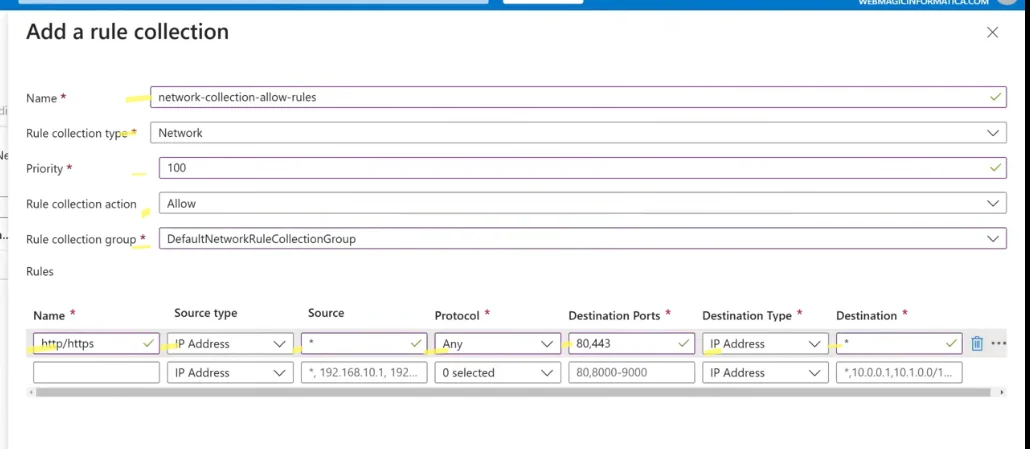 WEBMAGICINFORMATICA.COM
Add a rule collection
Name *
network-collection-allow-rules
Rule collection type *
Network
Priority *
100
Rule collection action
Allow
Rule collection group *
DefaultNetworkRuleCollectionGroup
Rules
Name * Source type Source Protocol * Destination Ports * Destination Type * Destination *
http/https IP Address * Any 80,443 IP Address *
IP Address *, 192.168.10.1, 192... 0 selected 80,8000-9000 IP Address *,10.0.0.1,10.1.0.0/1...